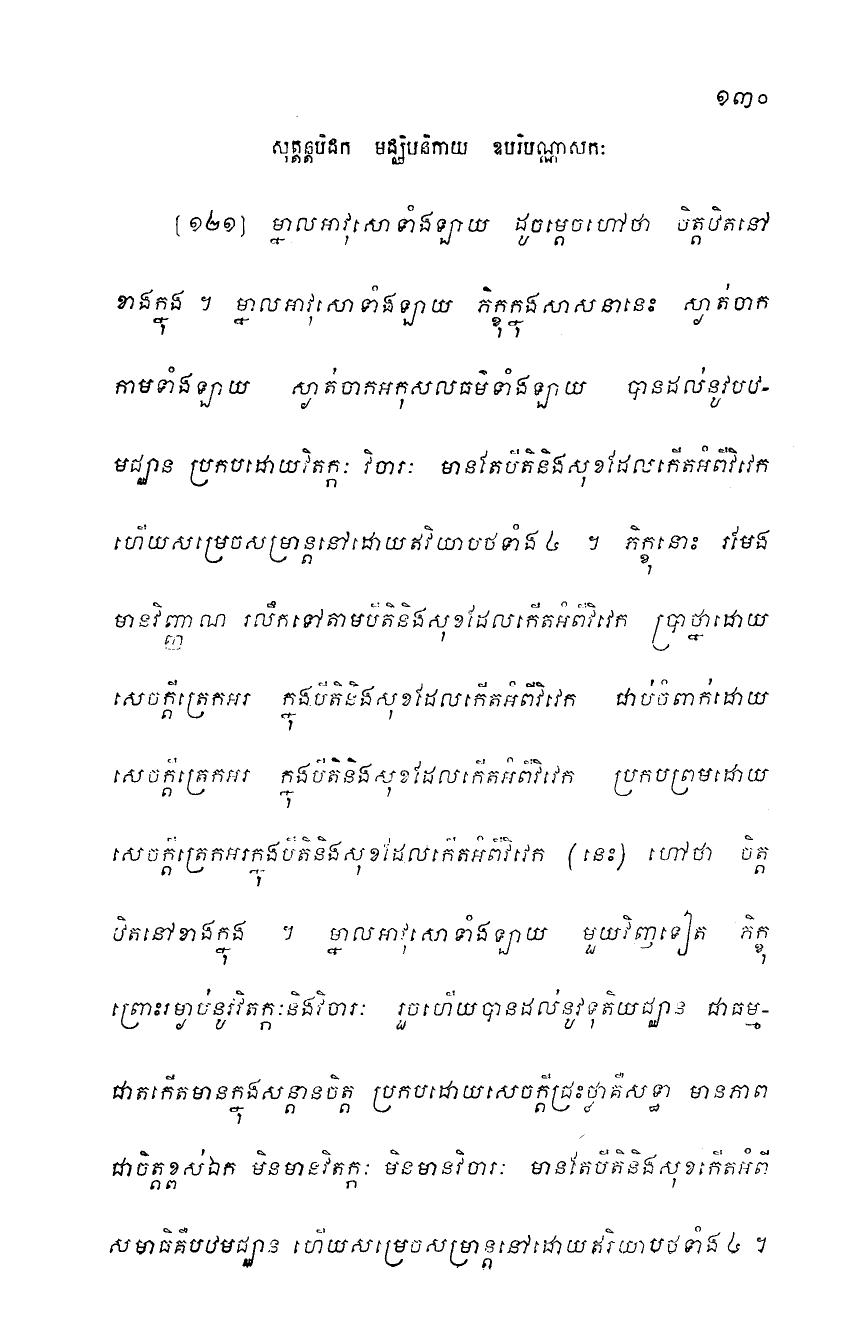 ១៣០
សុត្តន្តបិដក មជ្ឈិមនិកាយ ឧបរិបណ្ណាសកៈ
[១៤១] ម្នាលអាវុសោទាំងឡាយ ដូចម្តេចហៅថា ចិត្តឋិតនៅ
ខាងក្នុង ។ ម្នាលអាវុសោទាំងឡាយ ភិក្ខុក្នុងសាសនានេះ ស្ងាត់ចាក
កាមទាំងឡាយ ស្ងាត់ចាកអកុសលធម៌ទាំងឡាយ បានដល់នូវបឋ-
មជ្ឈាន ប្រកបដោយវិតក្កៈ វិចារៈ មានតែបីតិនិងសុខដែលកើតអំពីវិវេក
ហើយសម្រេចសម្រាន្តនៅដោយឥរិយាបថទាំង ៤ ។ ភិក្ខុនោះ រមែង
មានវិញ្ញាណ រលឹកទៅតាមបីតិនិងសុខដែលកើតអំពីវិវេក ប្រាថ្នាដោយ
សេចក្តីត្រេកអរ ក្នុងបីតិនិងសុខដែលកើតអំពីវិវេក ជាប់ចំពាក់ដោយ
សេចក្តីត្រេកអរ ក្នុងបីតិនិងសុខដែលកើតអំពីវិវេក ប្រកបព្រមដោយ
សេចក្តីត្រេកអរក្នុងបីតិនិងសុខដែលកើតអំពីវិវេក (នេះ) ហៅថា ចិត្ត
ឋិតនៅខាងក្នុង ។ ម្នាលអាវុសោទាំងឡាយ មួយវិញទៀត ភិក្ខុ
ព្រោះរម្ងាប់នូវវិតក្កៈនិងវិចារៈ រួចហើយបានដល់នូវទុតិយជ្ឈាន ជាធម្ម-
ជាតកើតមានក្នុងសន្តានចិត្ត ប្រកបដោយសេចក្តីជ្រះថ្លាគឺសទ្ធា មានភាព
ជាចិត្តខ្ពស់ឯក មិនមានវិតក្កៈ មិនមានវិចារៈ មានតែបីតិនិងសុខកើតអំពី
សមាធិគឺបឋមជ្ឈាន ហើយសម្រេចសម្រាន្តនៅដោយឥរិយាបថទាំង ៤ ។